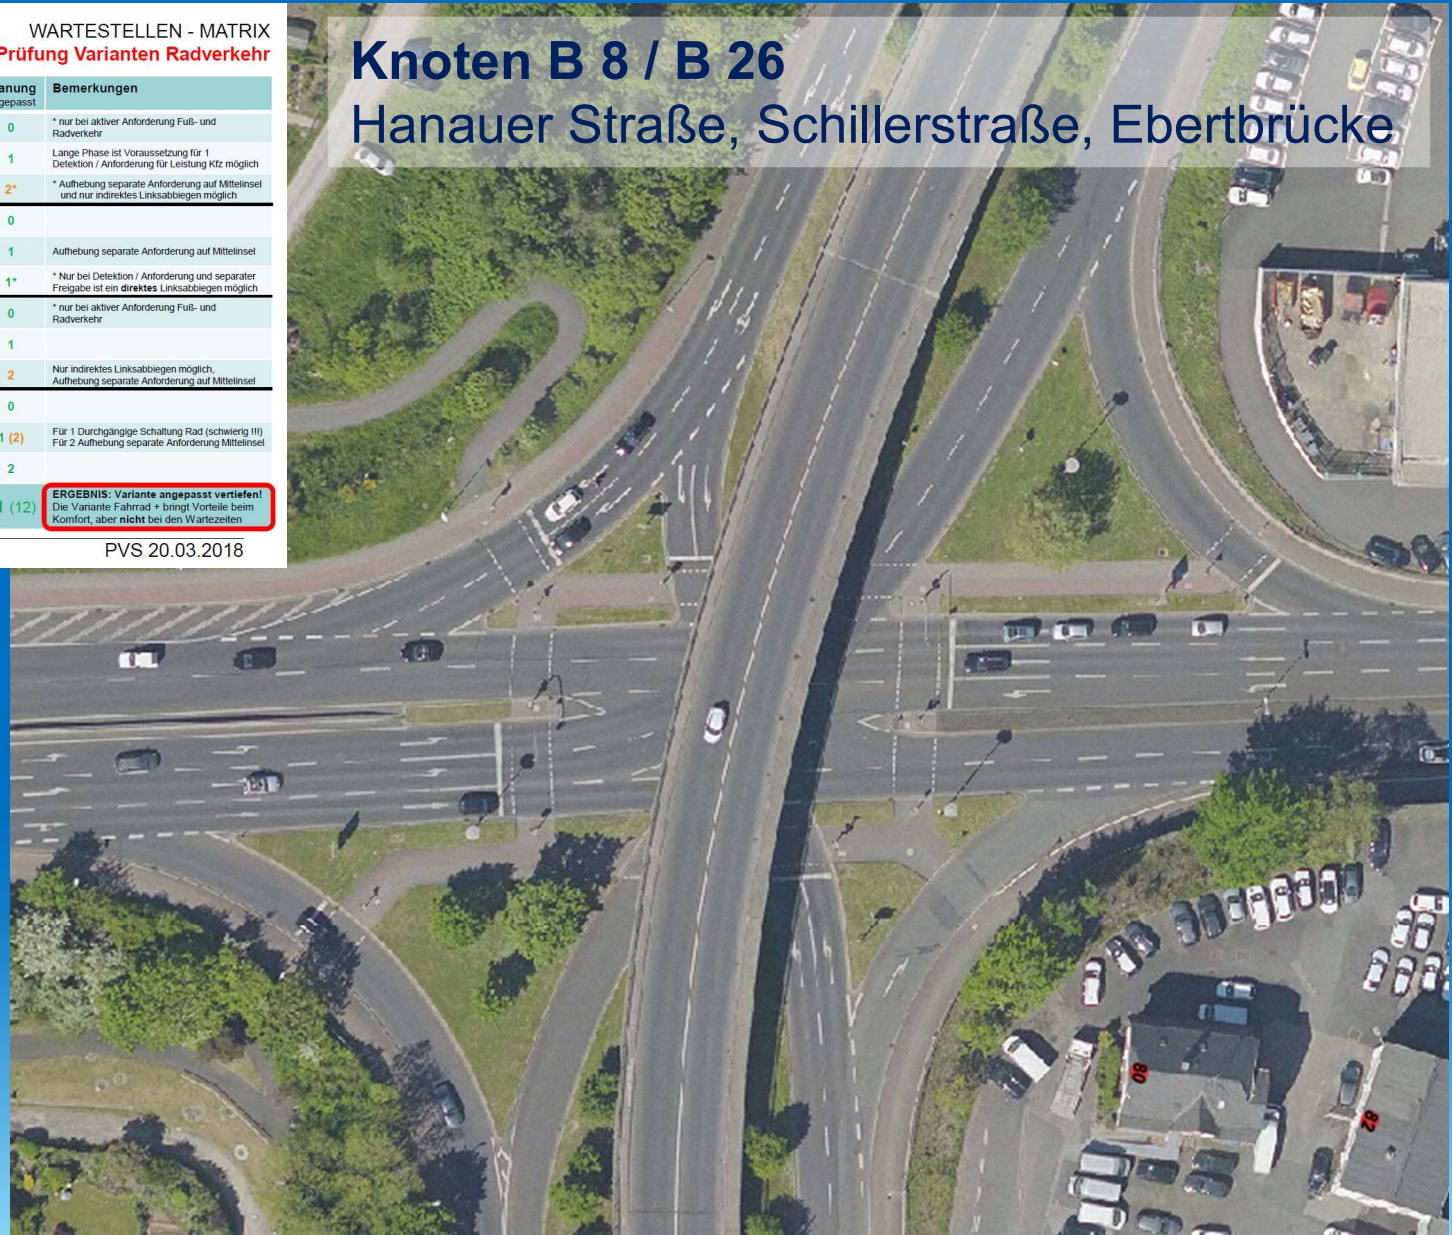 WARTESTELLEN - MATRIX
Prüfung Varianten Radverkehr
anung Bemerkungen
gepasst
0 * nur bei aktiver Anforderung Fuß- und
Radverkehr
1 Lange Phase ist Voraussetzung für 1
Detektion / Anforderung für Leistung Kfz möglich
2* * Aufhebung separate Anforderung auf Mittelinsel
und nur indirektes Linksabbiegen möglich
0
1 Aufhebung separate Anforderung auf Mittelinsel
1* * Nur bei Detektion / Anforderung und separater
Freigabe ist ein direktes Linksabbiegen möglich
0 * nur bei aktiver Anforderung Fuß- und
Radverkehr
1
2 Nur indirektes Linksabbiegen möglich,
Aufhebung separate Anforderung auf Mittelinsel
0
1 (2) Für 1 Durchgängige Schaltung Rad (schwierig !!!)
Für 2 Aufhebung separate Anforderung Mittelinsel
2
1 (12) ERGEBNIS: Variante angepasst vertiefen!
Die Variante Fahrrad + bringt Vorteile beim
Komfort, aber nicht bei den Wartezeiten
PVS 20.03.2018
Knoten B 8 / B 26
Hanauer Straße, Schillerstraße, Ebertbrücke
80
82